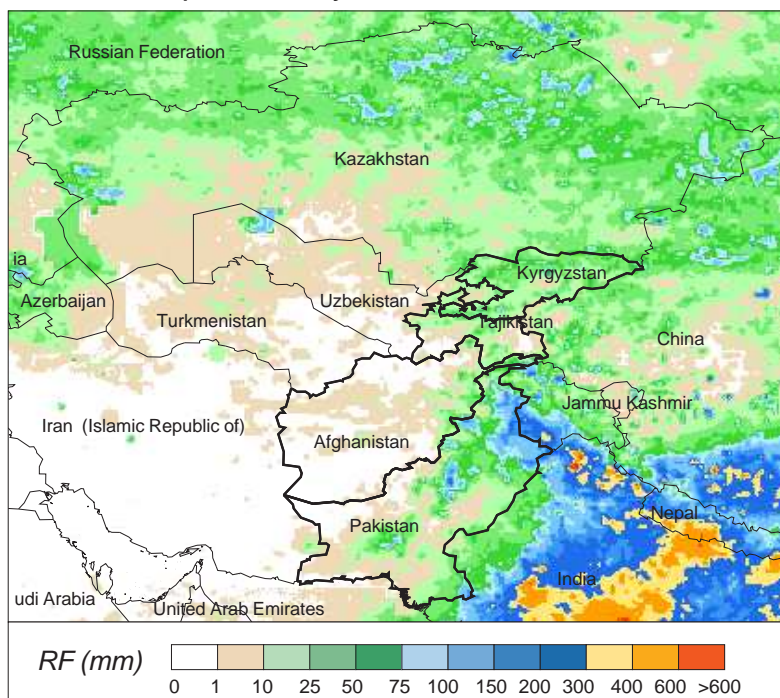 Russian Federation
Kazakhstan
ia
Kyrgyzstan
Azerbaijan
Uzbekistan
Turkmenistan
Tajikistan
China
Jammu Kashmir
Iran (Islamic Republic of)
Afghanistan
Nepal
Pakistan
India
udi Arabia
United Arab Emirates
RF (mm)
0 1 10 25 50 75 100 150 200 300 400 600 >600